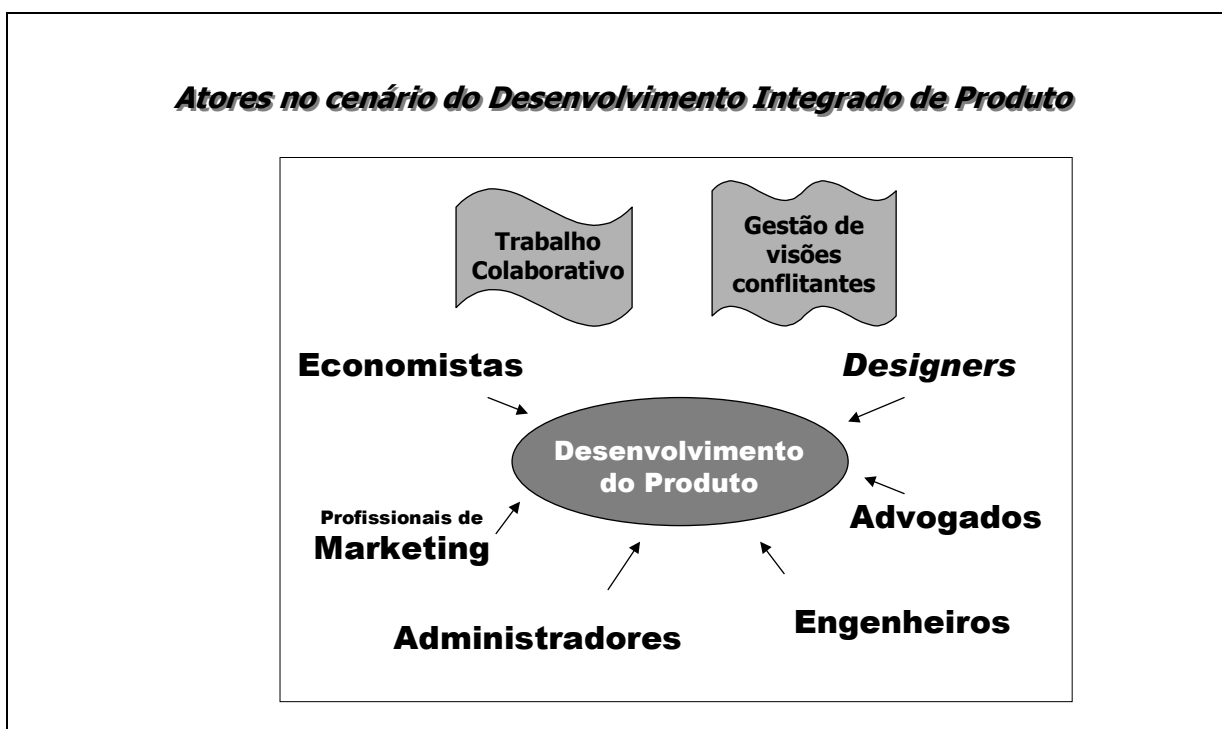 Atores no cenário do Desenvolvimento Integrado de Produto
Trabalho
Colaborativo
Gestão de
visões
conflitantes
Economistas
Designers
Desenvolvimento
do Produto
Profissionais de
Marketing
Advogados
Administradores
Engenheiros